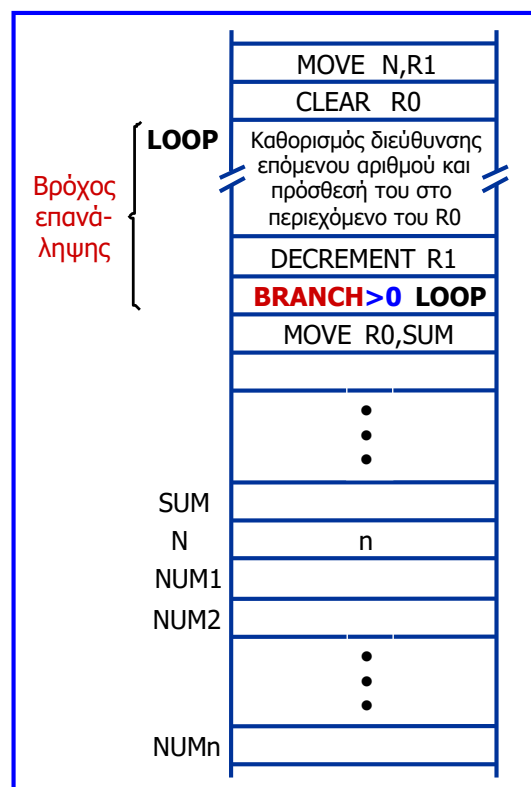 MOVE N,R1
CLEAR R0
LOOP
Καθορισμός διεύθυνσης
επόμενου αριθμού και
πρόσθεσή του στο
περιεχόμενο του R0
Βρόχος
επανά-
ληψης
DECREMENT R1
BRANCH>0 LOOP
MOVE R0,SUM
SUM
N n
NUM1
NUM2
NUMn